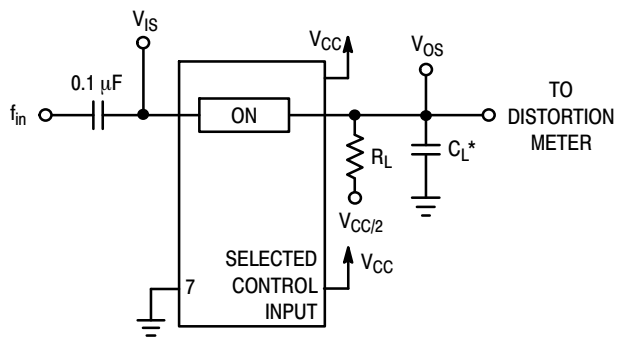 V_IS
V_CC
V_OS
0.1 μF
f_in
ON
TO
DISTORTION
METER
R_L
C_L*
V_CC/2
SELECTED
CONTROL
INPUT
V_CC
7